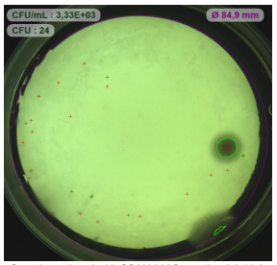 CFU/mL : 3,33E+03
Ø 84,9 mm
CFU : 24